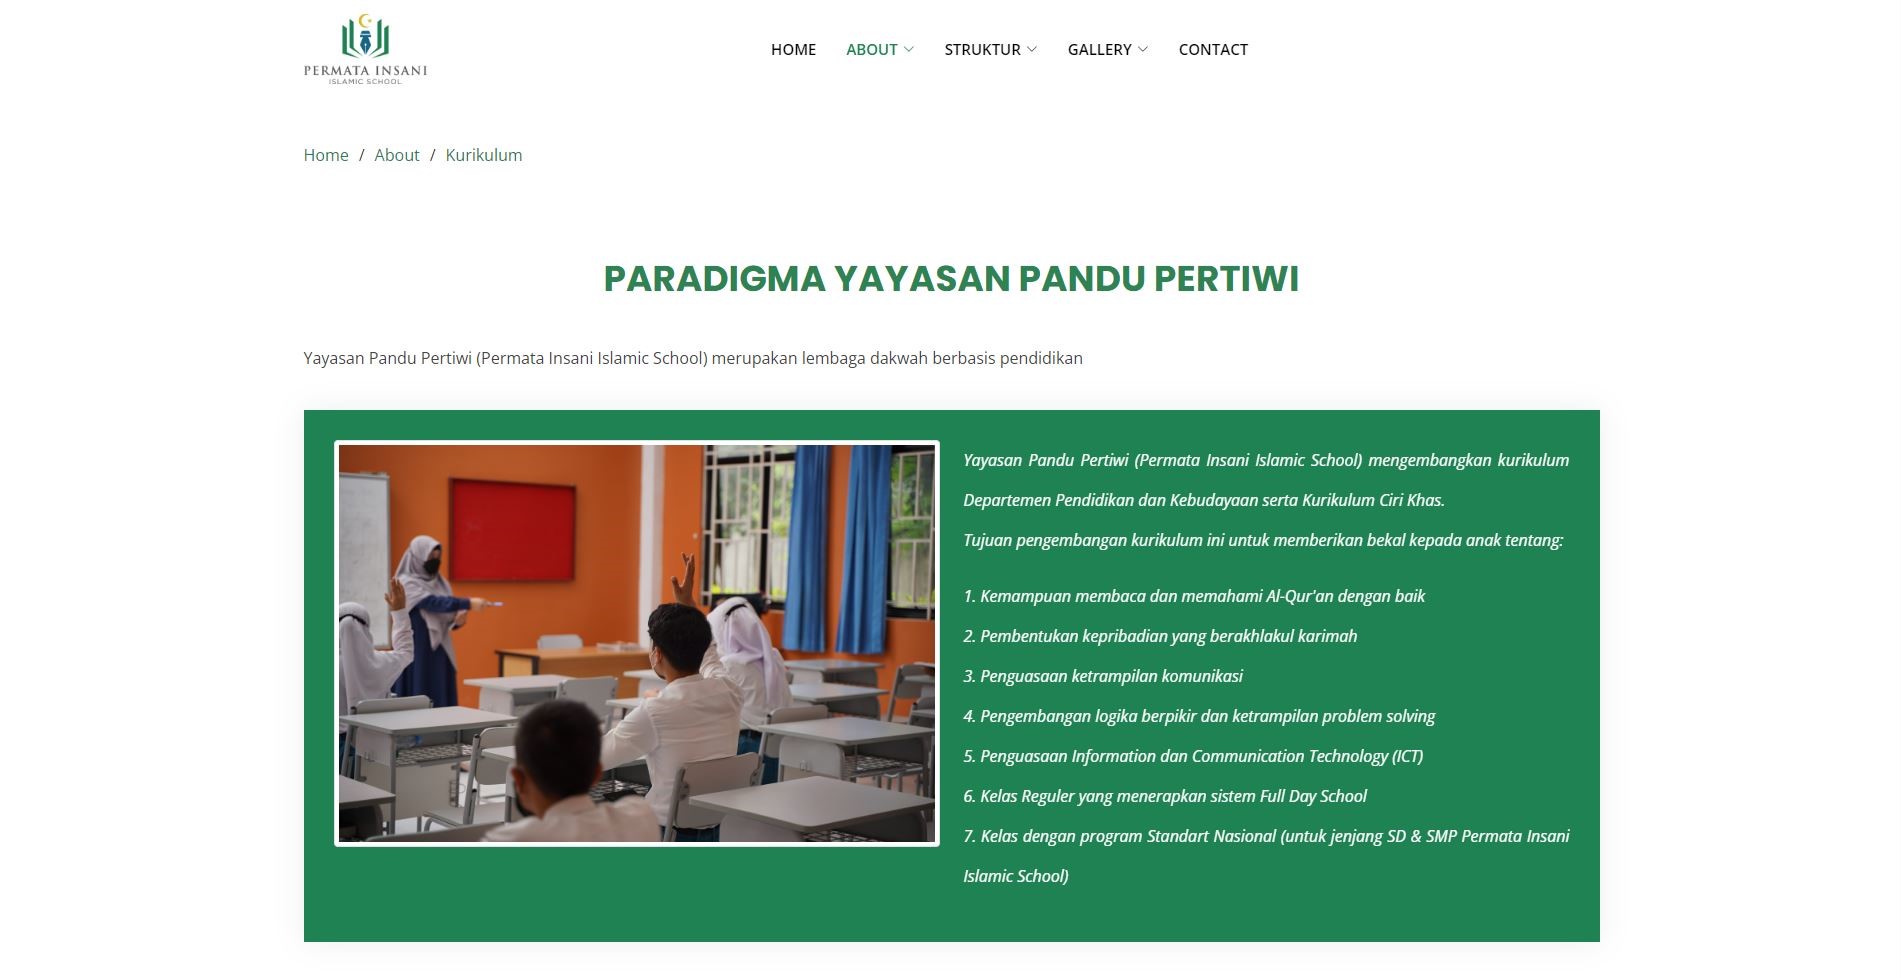 PERMATA INSANI
ISLAMIC SCHOOL
HOME ABOUT STRUKTUR GALLERY CONTACT
Home / About / Kurikulum
PARADIGMA YAYASAN PANDU PERTIWI
Yayasan Pandu Pertiwi (Permata Insani Islamic School) merupakan lembaga dakwah berbasis pendidikan
Yayasan Pandu Pertiwi (Permata Insani Islamic School) mengembangkan kurikulum
Departemen Pendidikan dan Kebudayaan serta Kurikulum Ciri Khas.
Tujuan pengembangan kurikulum ini untuk memberikan bekal kepada anak tentang:
1. Kemampuan membaca dan memahami Al-Qur'an dengan baik
2. Pembentukan kepribadian yang berakhlakul karimah
3. Penguasaan ketrampilan komunikasi
4. Pengembangan logika berpikir dan ketrampilan problem solving
5. Penguasaan Information dan Communication Technology (ICT)
6. Kelas Reguler yang menerapkan sistem Full Day School
7. Kelas dengan program Standart Nasional (untuk jenjang SD & SMP Permata Insani
Islamic School)